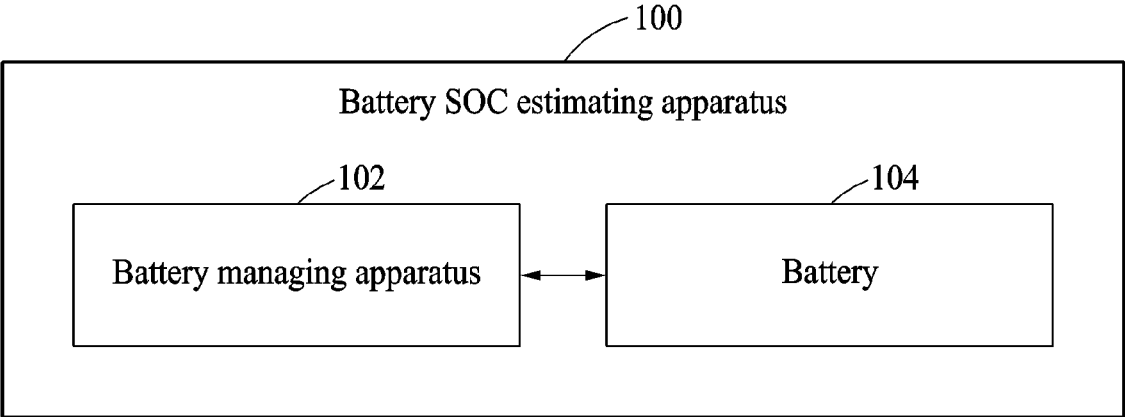 100
Battery SOC estimating apparatus
102
104
Battery managing apparatus
Battery